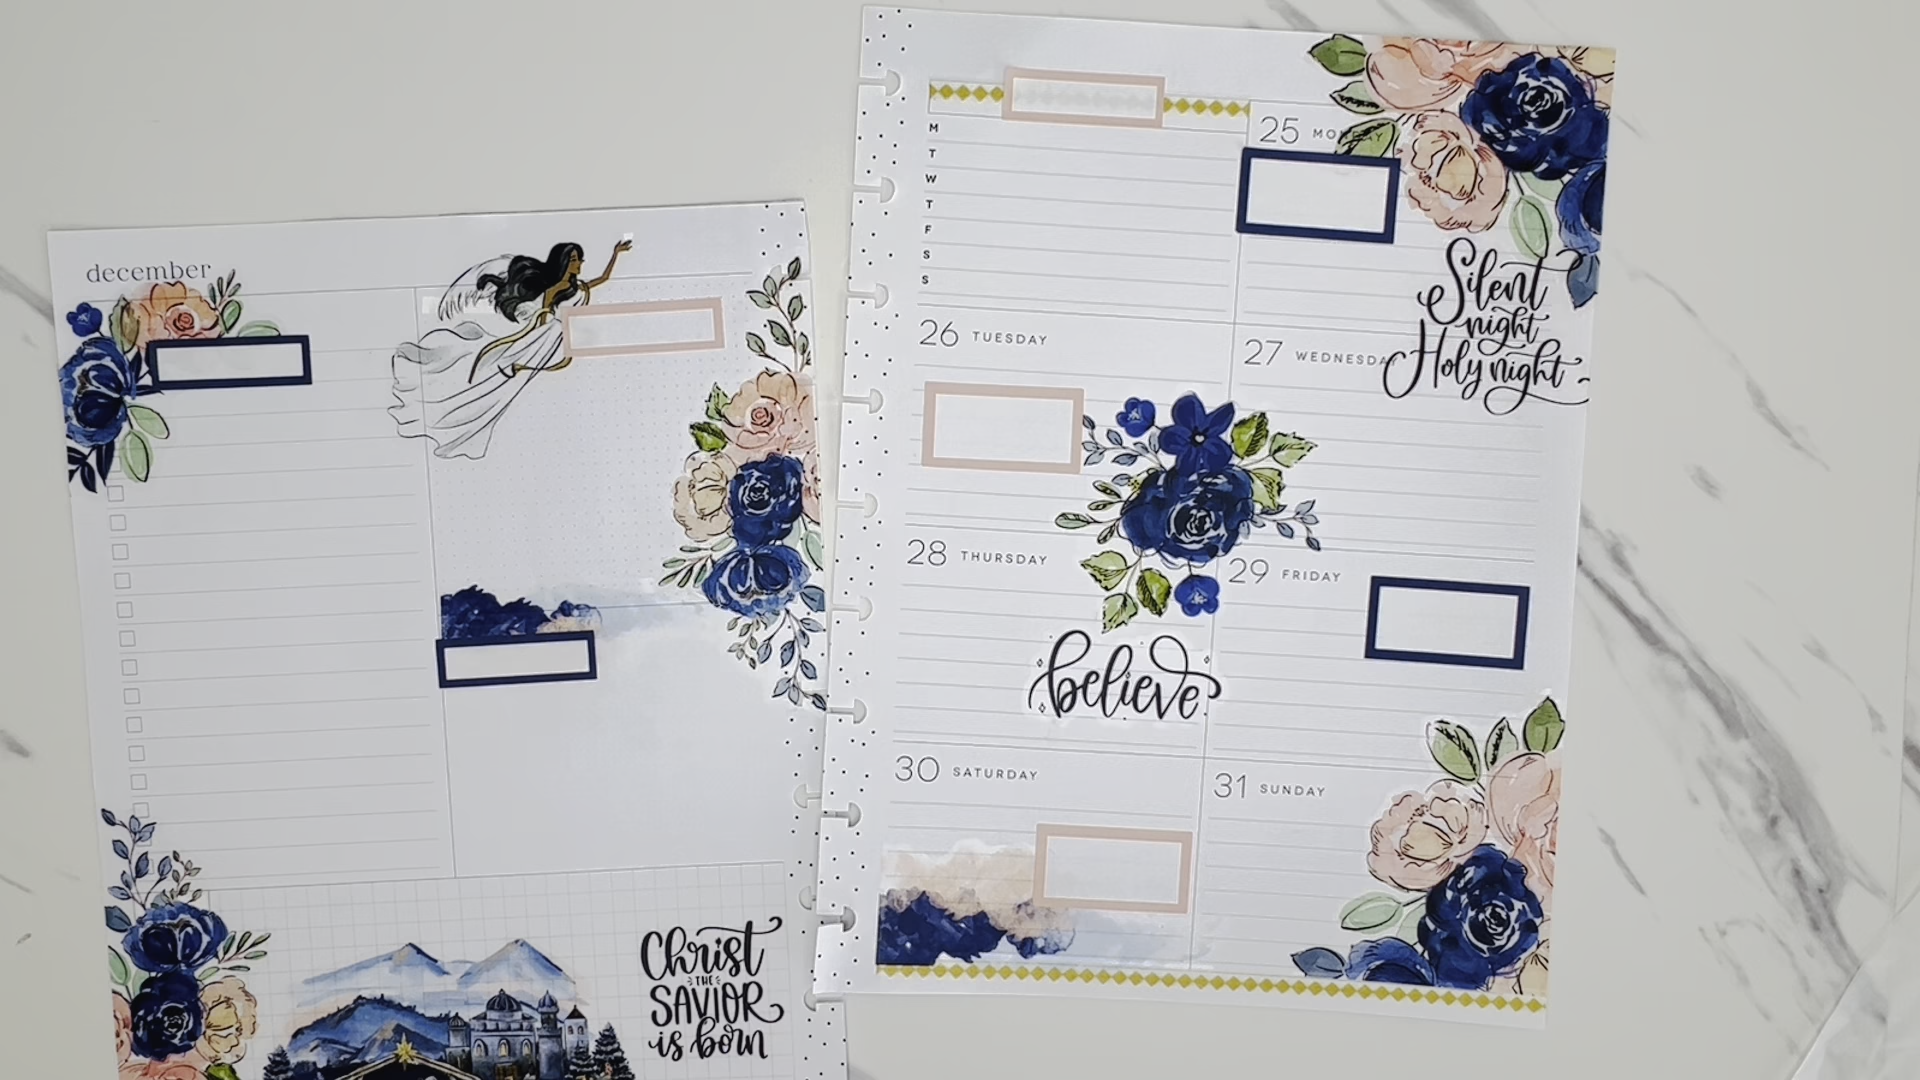 december
Christ
THE
SAVIOR
is born
M
T
W
T
F
S
S
25 MONDAY
Silent
night
Holy night
26 TUESDAY
27 WEDNESDA
believe
28 THURSDAY
29 FRIDAY
30 SATURDAY
31 SUNDAY